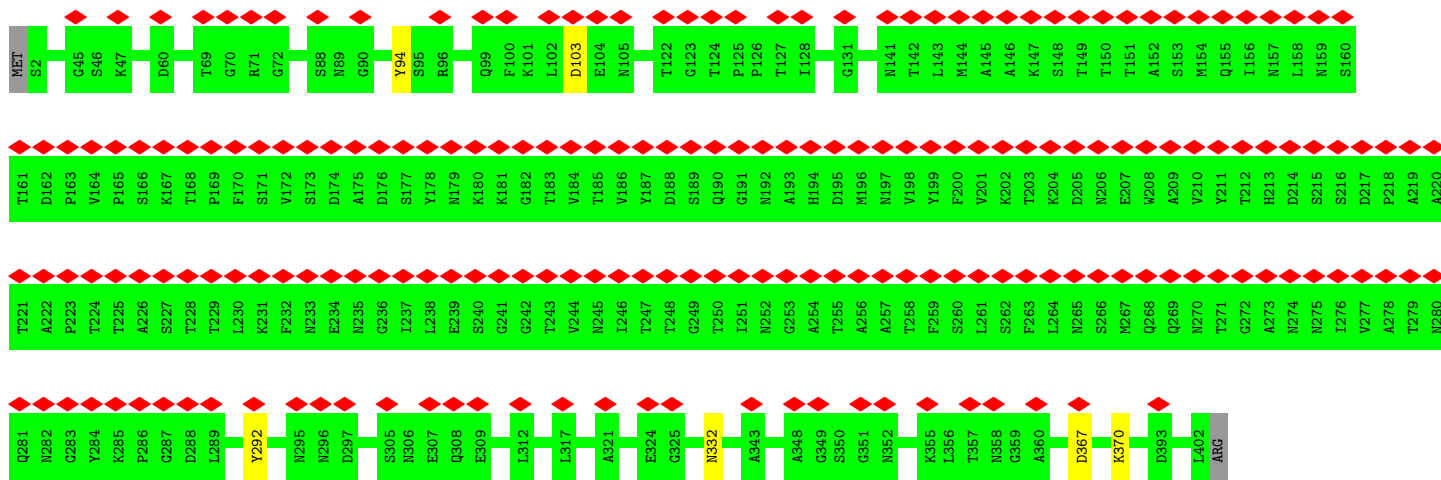 MET S2 G45 S46 K47 D60 T69 G70 R71 G72 S88 N89 G90 Y94 S95 R96 Q99 F100 K101 L102 D103 E104 N105 T122 G123 T124 P125 P126 T127 I128 G131 N141 T142 L143 M144 A145 A146 K147 S148 T149 T150 T151 A152 S153 M154 Q155 I156 N157 L158 N159 S160
T161 D162 P163 V164 P165 S166 K167 T168 P169 F170 S171 V172 S173 D174 A175 D176 S177 Y178 N179 K180 K181 G182 T183 V184 T185 V186 Y187 D188 S189 Q190 G191 N192 A193 H194 D195 M196 N197 V198 Y199 F200 V201 K202 T203 K204 D205 N206 E207 W208 A209 V210 Y211 T212 H213 D214 S215 S216 D217 P218 A219 A220
T221 A222 P223 T224 T225 A226 S227 T228 T229 L230 K231 F232 N233 E234 N235 G236 I237 L238 E239 S240 G241 G242 T243 V244 N245 I246 T247 T248 G249 T250 I251 N252 G253 A254 T255 A256 A257 T258 F259 S260 L261 S262 F263 L264 N265 S266 M267 Q268 Q269 N270 T271 G272 A273 N274 N275 I276 V277 A278 T279 N280
Q281 N282 G283 Y284 K285 P286 G287 D288 L289 Y292 N295 N296 D297 S305 N306 E307 Q308 E309 L312 L317 A321 E324 G325 N332 A343 A348 G349 S350 G351 N352 K355 L356 T357 N358 G359 A360 D367 K370 D393 L402 ARG